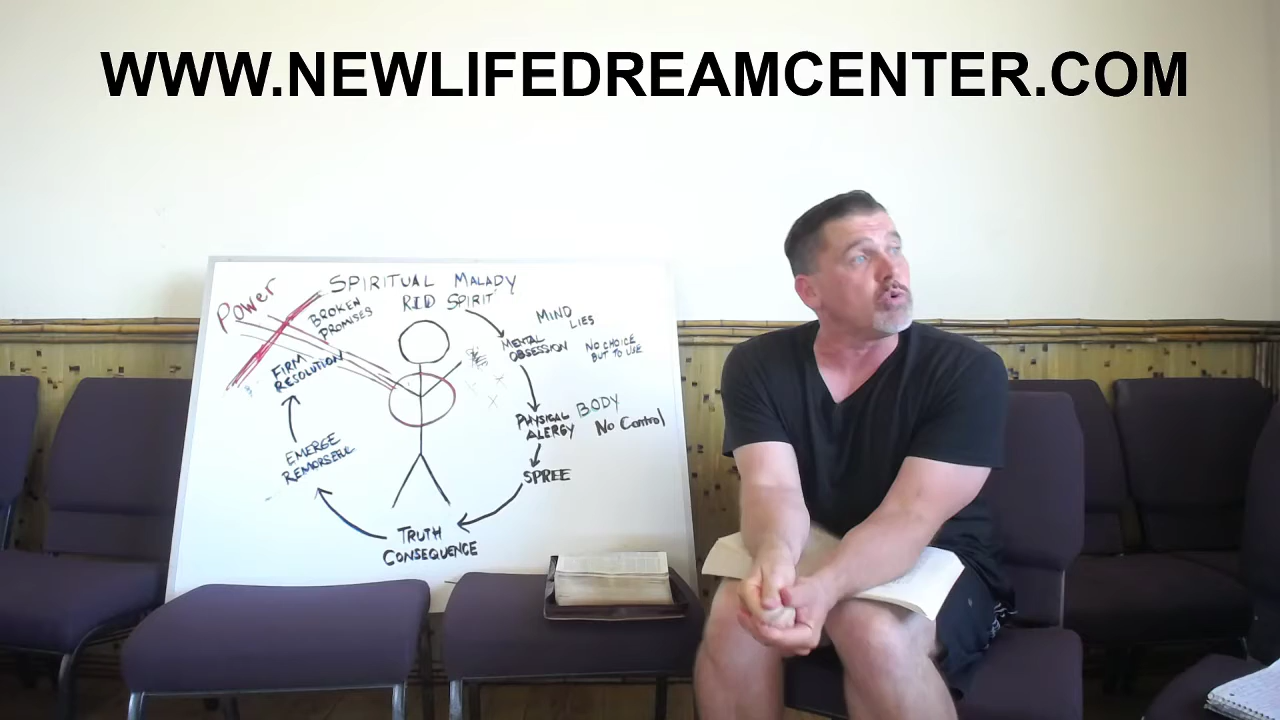 WWW.NEWLIFEDREAMCENTER.COM
SPIRITUAL MALADY
RID SPIRIT
Power
BROKEN
PROMISES
MIND
LIES
MENTAL
OBSESSION
NO CHOICE
BUT TO USE
FIRM
RESOLUTION
PHYSICAL
ALERGY
BODY
No Control
EMERGE
REMORSEFUL
SPREE
TRUTH
CONSEQUENCE